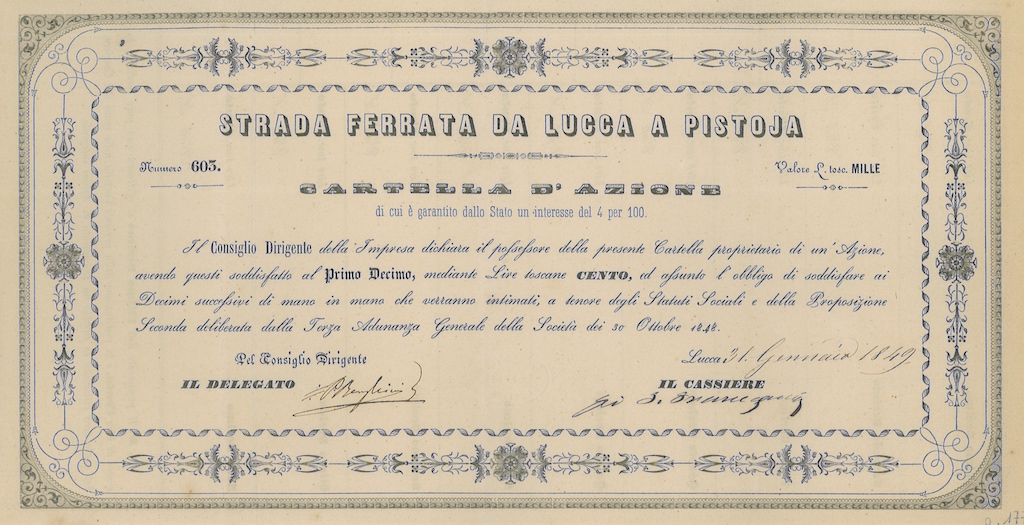 STRADA FERRATA DA LUCCA A PISTOJA
Numero 603.
Valore L. tosc. MILLE
CARTELLA D'AZIONE
di cui è garantito dallo Stato un interesse del 4 per 100.
Il Consiglio Dirigente della Impresa dichiara il possessore della presente Cartella proprietario di un' Azione,
avendo questi soddisfatto al Primo Decimo, mediante Lire toscane CENTO, ed assunto l' obbligo di soddisfare ai
Decimi successivi di mano in mano che verranno intimati, a tenore degli Statuti Sociali e della Proposizione
Seconda deliberata dalla Terza Adunanza Generale della Società dei 30 Ottobre 1848.
Pel Consiglio Dirigente
Lucca 31. Gennaio 1849
IL DELEGATO
IL CASSIERE